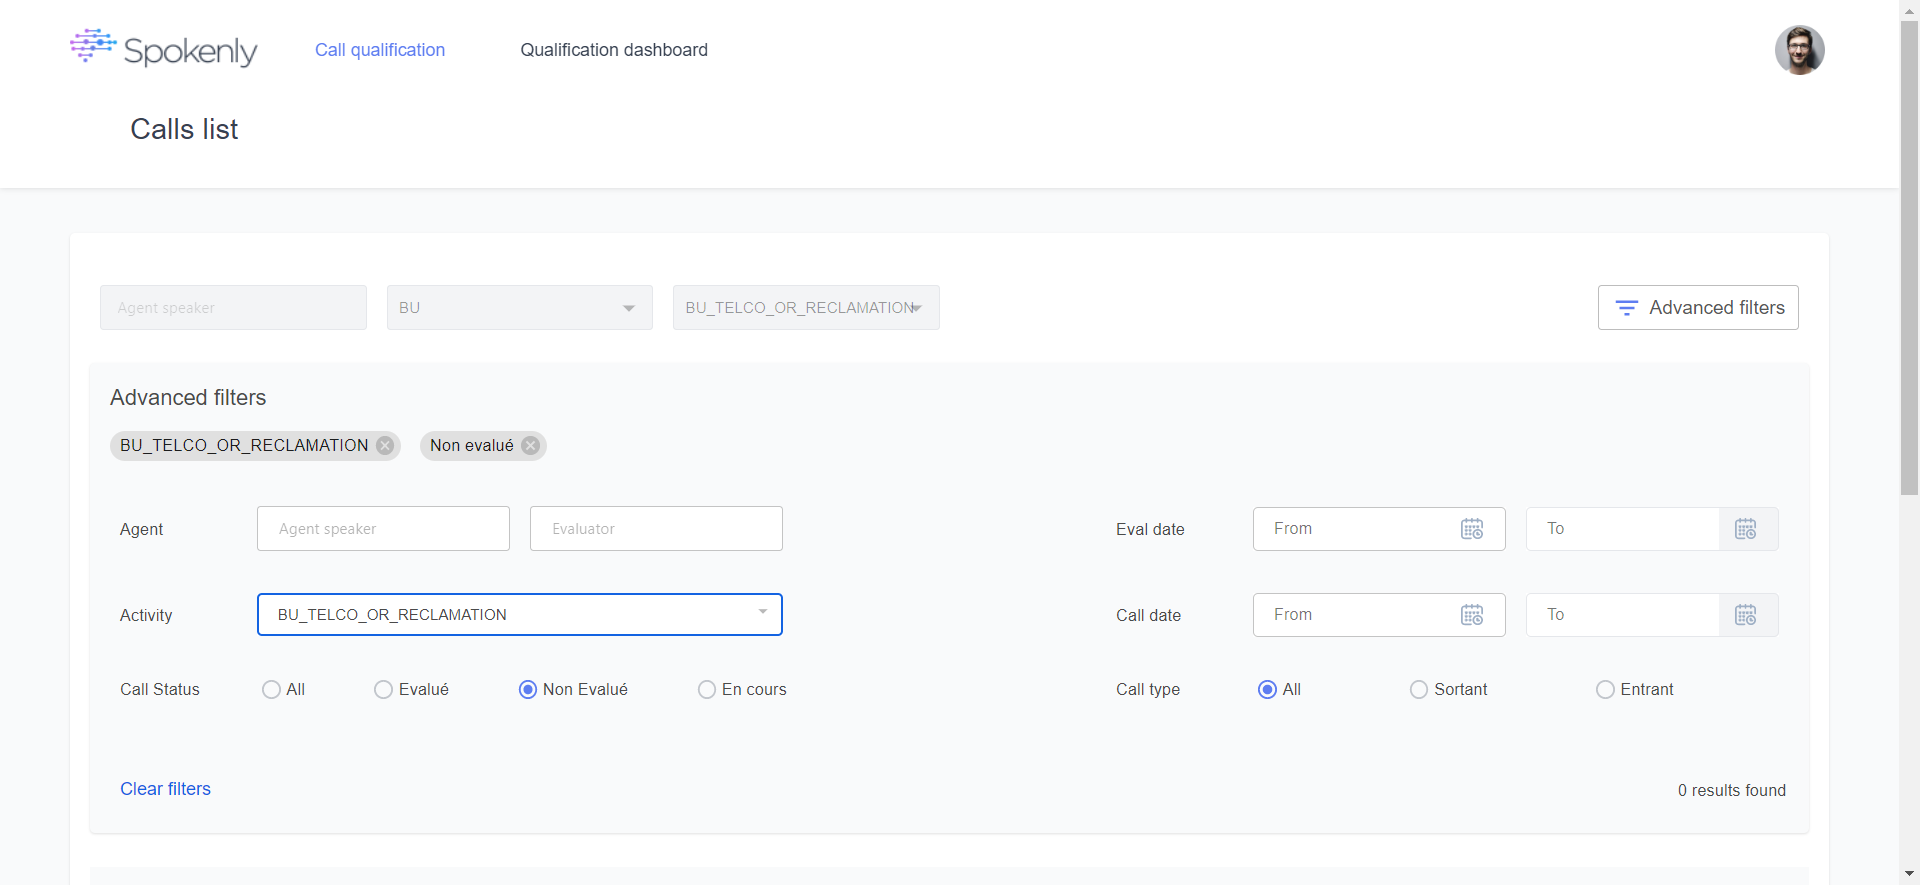 Spokenly
Call qualification
Qualification dashboard
Calls list
Agent speaker
BU
BU_TELCO_OR_RECLAMATION
Advanced filters
Advanced filters
BU_TELCO_OR_RECLAMATION
Non evalué
Agent
Agent speaker
Evaluator
Eval date
From
To
Activity
BU_TELCO_OR_RECLAMATION
Call date
From
To
Call Status
All
Evalué
Non Evalué
En cours
Call type
All
Sortant
Entrant
Clear filters
0 results found